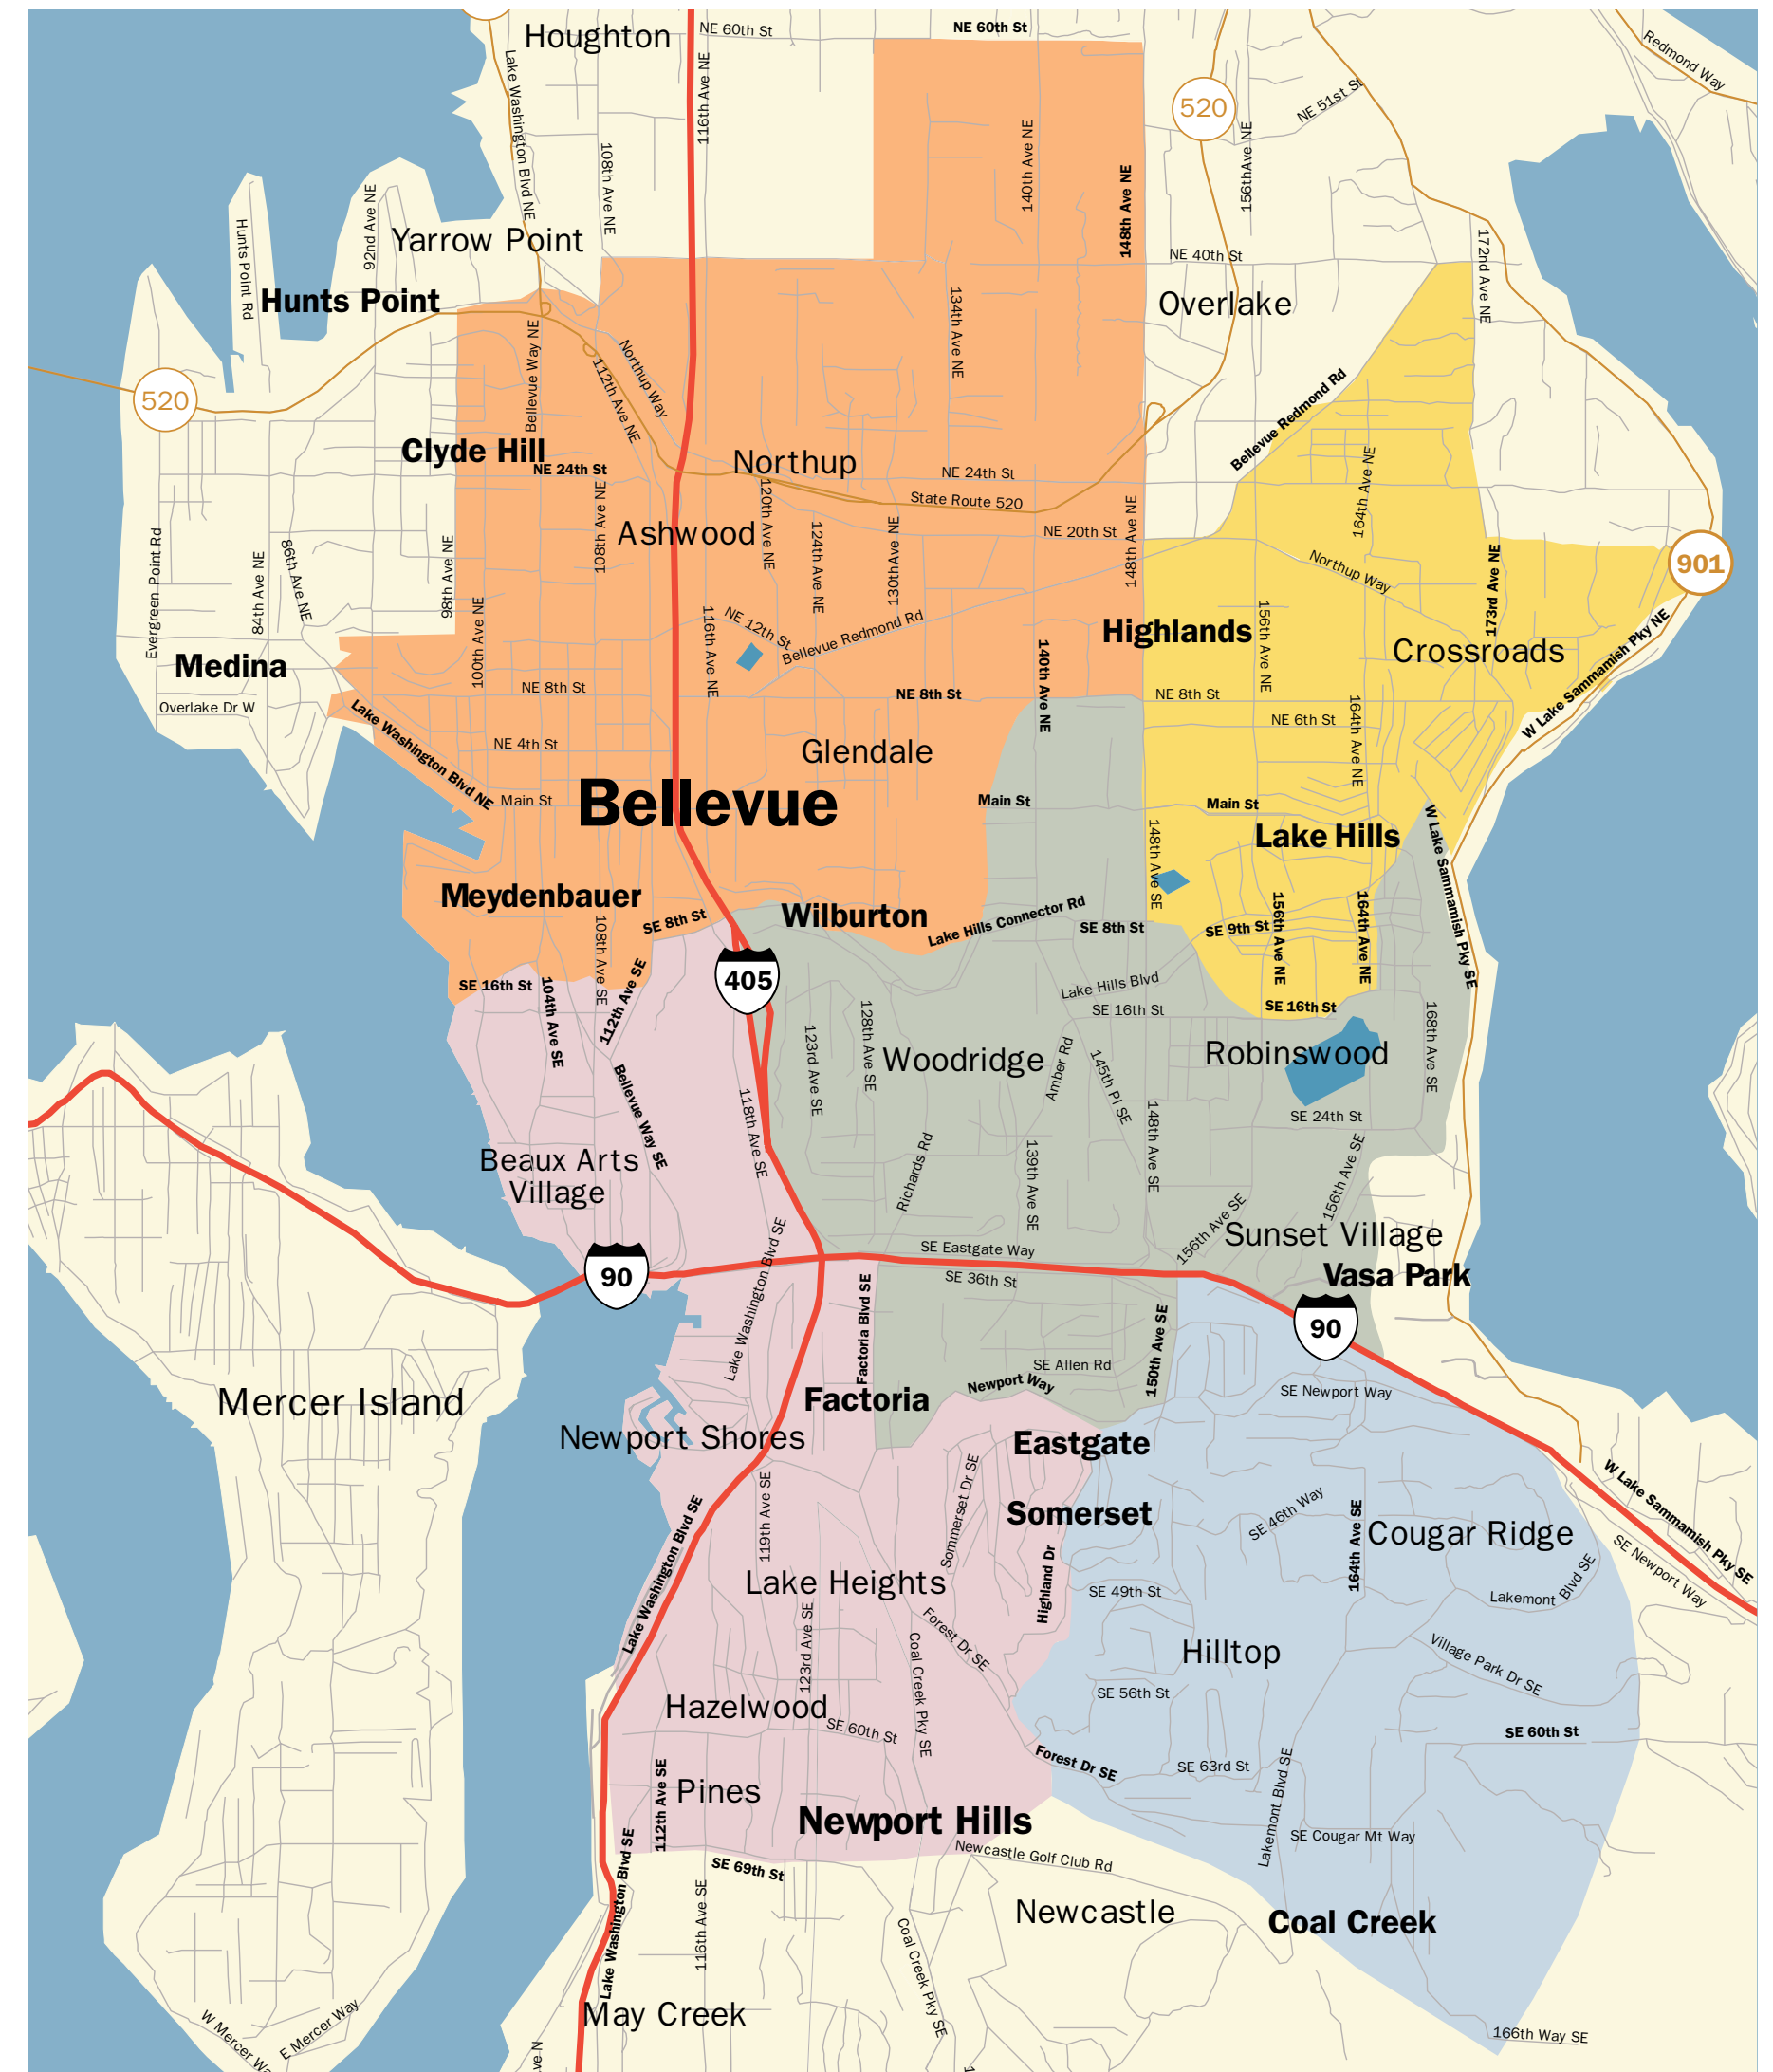 Houghton
NE 60th St
NE 60th St
Redmond Way
Lake Washington Blvd NE
116th Ave NE
NE 51st St
520
108th Ave NE
140th Ave NE
156thAve NE
148th Ave NE
92nd Ave NE
Hunts Point Rd
Yarrow Point
NE 40th St
172nd Ave NE
Hunts Point
Overlake
134th Ave NE
Bellevue Way NE
Northup Way
112th Ave NE
520
Bellevue Redmond Rd
Clyde Hill
NE 24th St
Northup
NE 24th St
State Route 520
164th Ave NE
108th Ave NE
Ashwood
120th Ave NE
124th Ave NE
130thAve NE
NE 20th St
148th Ave NE
Northup Way
173rd Ave NE
901
Evergreen Point Rd
84th Ave NE
86th Ave NE
98th Ave NE
100th Ave NE
116th Ave NE
NE 12th St
Bellevue Redmond Rd
Highlands
156th Ave NE
Crossroads
W Lake Sammamish Pky NE
Medina
Overlake Dr W
NE 8th St
NE 8th St
140th Ave NE
NE 8th St
NE 6th St
164th Ave NE
Lake Washington Blvd NE
NE 4th St
Glendale
Main St
Bellevue
Main St
Main St
Lake Hills
148th Ave SE
W Lake Sammamish Pky SE
Meydenbauer
SE 8th St
Wilburton
Lake Hills Connector Rd
SE 8th St
SE 9th St
156th Ave NE
164th Ave NE
108th Ave SE
112th Ave SE
SE 16th St
104th Ave SE
405
Lake Hills Blvd
SE 16th St
SE 16th St
123rd Ave SE
128th Ave SE
Woodridge
Amber Rd
145th Pl SE
Robinswood
168th Ave SE
Bellevue Way SE
118th Ave SE
148th Ave SE
SE 24th St
Beaux Arts
Village
Richards Rd
139th Ave SE
156th Ave SE
156th Ave SE
Sunset Village
Lake Washington Blvd SE
SE Eastgate Way
90
SE 36th St
Vasa Park
90
Factoria Blvd SE
150th Ave SE
SE Allen Rd
Newport Way
SE Newport Way
Mercer Island
Factoria
Newport Shores
Eastgate
Somerset Dr SE
119th Ave SE
Lake Washington Blvd SE
Somerset
SE 46th Way
164th Ave SE
Cougar Ridge
W Lake Sammamish Pky SE
SE Newport Way
Lake Heights
Highland Dr
SE 49th St
Lakemont
Blvd SE
123rd Ave SE
Forest Dr SE
Coal Creek Pky SE
Hilltop
Village Park Dr SE
SE 56th St
Hazelwood
SE 60th St
SE 60th St
Forest Dr SE
SE 63rd St
Lakemont Blvd SE
112th Ave SE
Pines
Newport Hills
SE Cougar Mt Way
Newcastle Golf Club Rd
SE 69th St
Lake Washington Blvd SE
116th Ave SE
Newcastle
Coal Creek
Coal Creek Pky SE
May Creek
W Mercer
E Mercer Way
166th Way SE